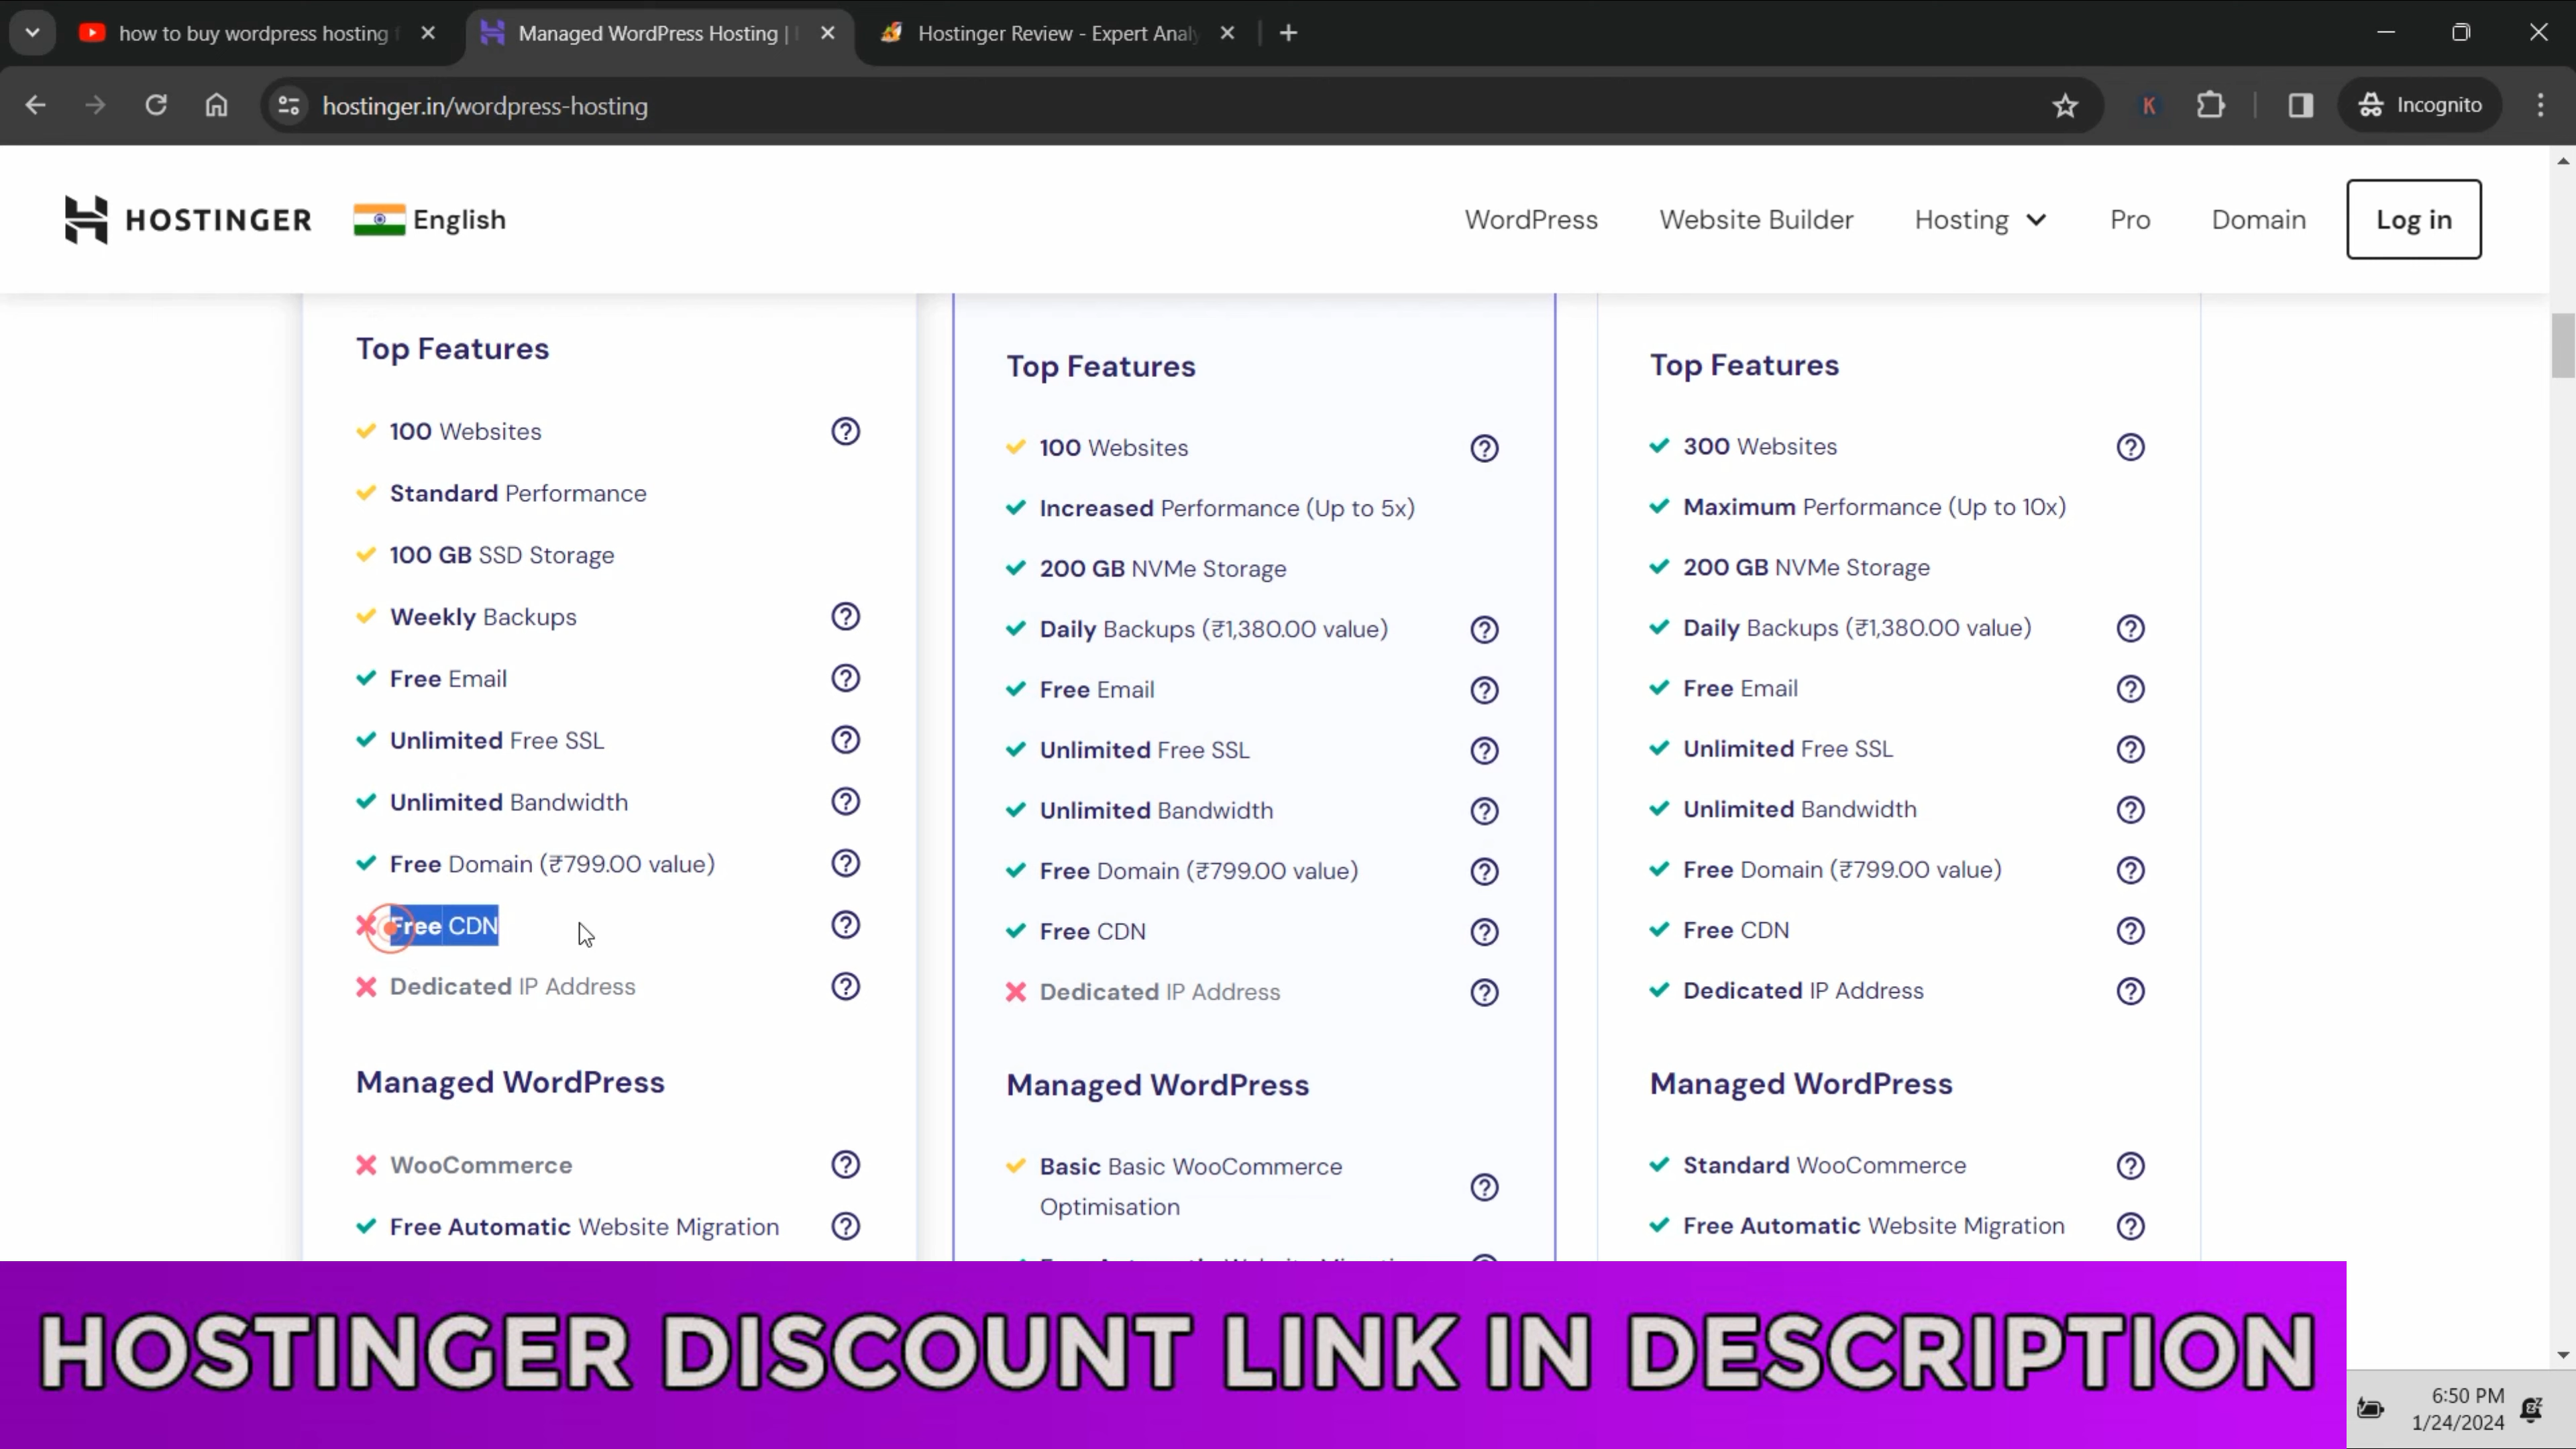 how to buy wordpress hosting
Managed WordPress Hosting |
Hostinger Review - Expert Analy
hostinger.in/wordpress-hosting
K
Incognito
HOSTINGER
English
WordPress
Website Builder
Hosting
Pro
Domain
Log in
Top Features
100 Websites
Standard Performance
100 GB SSD Storage
Weekly Backups
Free Email
Unlimited Free SSL
Unlimited Bandwidth
Free Domain (₹799.00 value)
Free CDN
Dedicated IP Address
Managed WordPress
WooCommerce
Free Automatic Website Migration
Top Features
100 Websites
Increased Performance (Up to 5x)
200 GB NVMe Storage
Daily Backups (₹1,380.00 value)
Free Email
Unlimited Free SSL
Unlimited Bandwidth
Free Domain (₹799.00 value)
Free CDN
Dedicated IP Address
Managed WordPress
Basic Basic WooCommerce
Optimisation
Top Features
300 Websites
Maximum Performance (Up to 10x)
200 GB NVMe Storage
Daily Backups (₹1,380.00 value)
Free Email
Unlimited Free SSL
Unlimited Bandwidth
Free Domain (₹799.00 value)
Free CDN
Dedicated IP Address
Managed WordPress
Standard WooCommerce
Free Automatic Website Migration
HOSTINGER DISCOUNT LINK IN DESCRIPTION
6:50 PM
1/24/2024